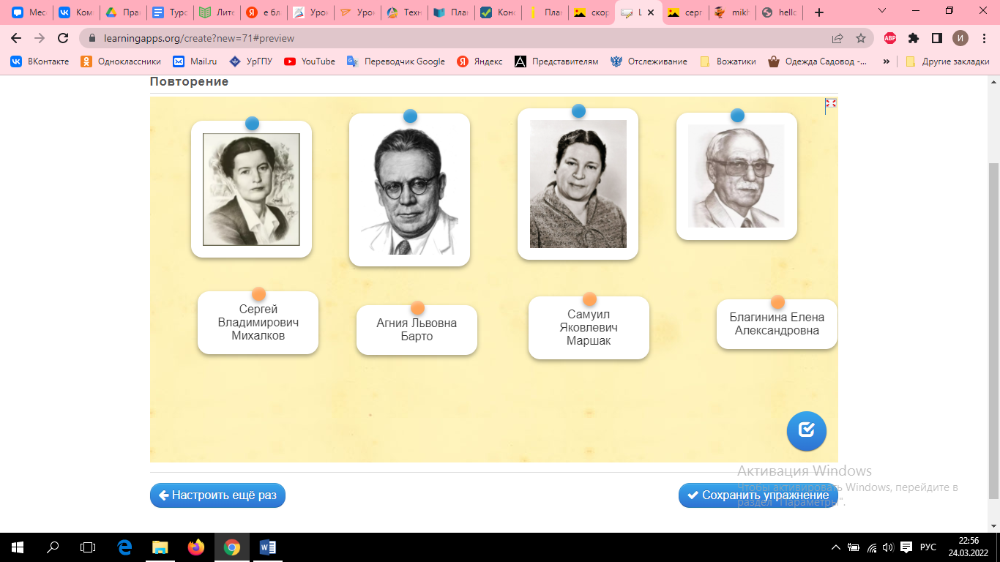 Мес
Ком
Пра
Турс
Лите
е бл
Урон
Урон
Техн
План
Конс
План
скор
L
серг
mikh
hello
learningapps.org/create?new=71#preview
ABP
И
ВКонтакте
Одноклассники
Mail.ru
УрГПУ
YouTube
Переводчик Google
Яндекс
Представителям
Отслеживание
Вожатики
Одежда Садовод -...
»
Другие закладки
Повторение
Сергей
Владимирович
Михалков
Агния Львовна
Барто
Самуил
Яковлевич
Маршак
Благинина Елена
Александровна
Активация Windows
Чтобы активировать Windows, перейдите в
раздел "Параметры".
Настроить ещё раз
Сохранить упражнение
РУС
22:56
24.03.2022